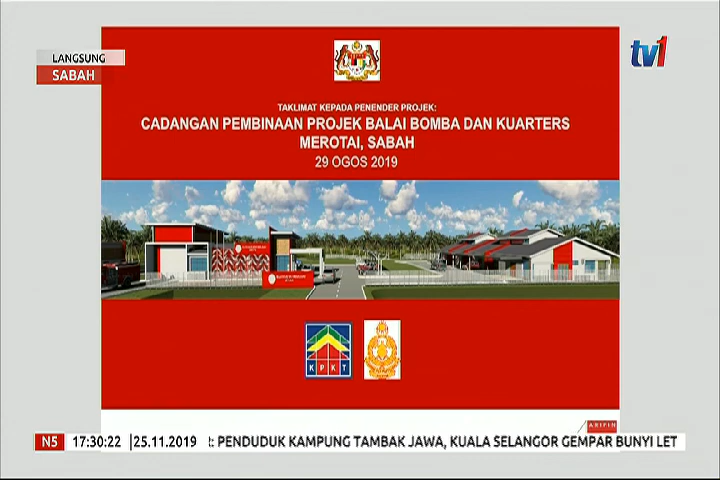 LANGSUNG
SABAH
tv1
TAKLIMAT KEPADA PENENDER PROJEK:
CADANGAN PEMBINAAN PROJEK BALAI BOMBA DAN KUARTERS
MEROTAI, SABAH
29 OGOS 2019
KPKT
ARIFIN
N5 17:30:22 25.11.2019 : PENDUDUK KAMPUNG TAMBAK JAWA, KUALA SELANGOR GEMPAR BUNYI LET